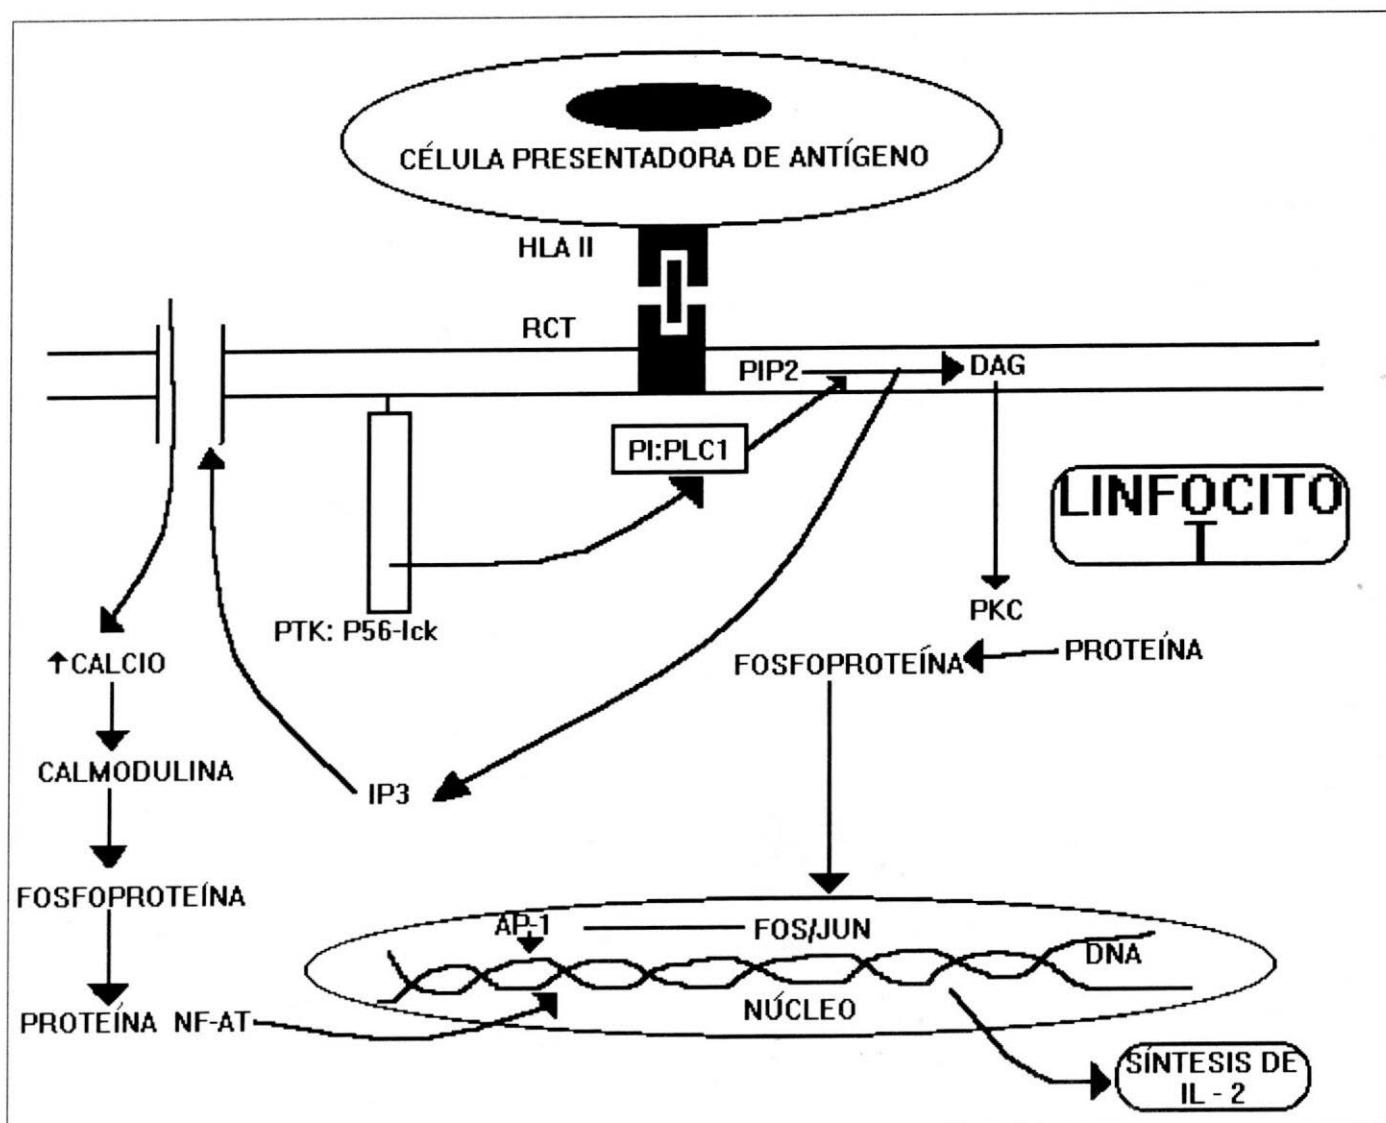 CÉLULA PRESENTADORA DE ANTÍGENO
HLA II
RCT
PIP2
DAG
PI:PLC1
LINFOCITO
T
PTK: P56-lck
PKC
↑CALCIO
FOSFOPROTEÍNA
PROTEÍNA
CALMODULINA
IP3
FOSFOPROTEÍNA
AP-1
FOS/JUN
DNA
PROTEÍNA NF-AT
NÚCLEO
SÍNTESIS DE
IL - 2